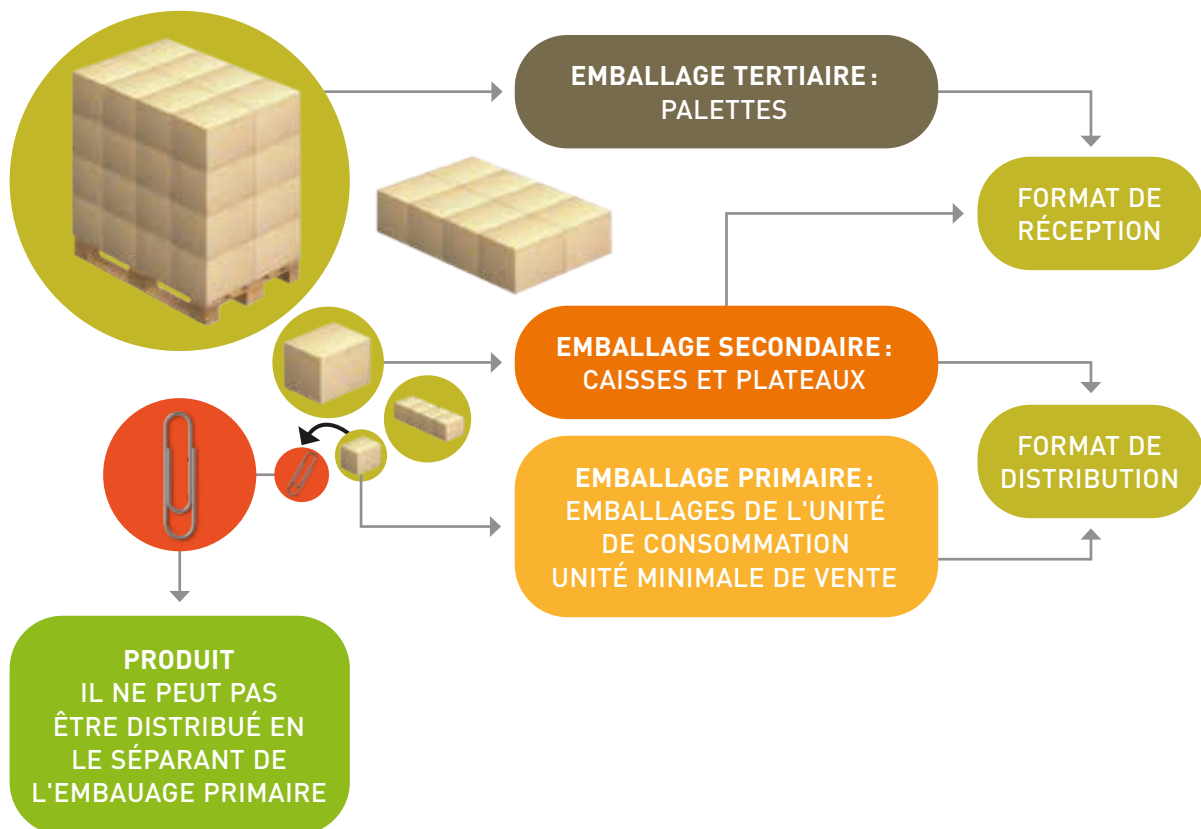 EMBALLAGE TERTIAIRE :
PALETTES
FORMAT DE
RÉCEPTION
EMBALLAGE SECONDAIRE :
CAISSES ET PLATEAUX
FORMAT DE
DISTRIBUTION
EMBALLAGE PRIMAIRE :
EMBALLAGES DE L'UNITÉ
DE CONSOMMATION
UNITÉ MINIMALE DE VENTE
PRODUIT
IL NE PEUT PAS
ÊTRE DISTRIBUÉ EN
LE SÉPARANT DE
L'EMBAUAGE PRIMAIRE